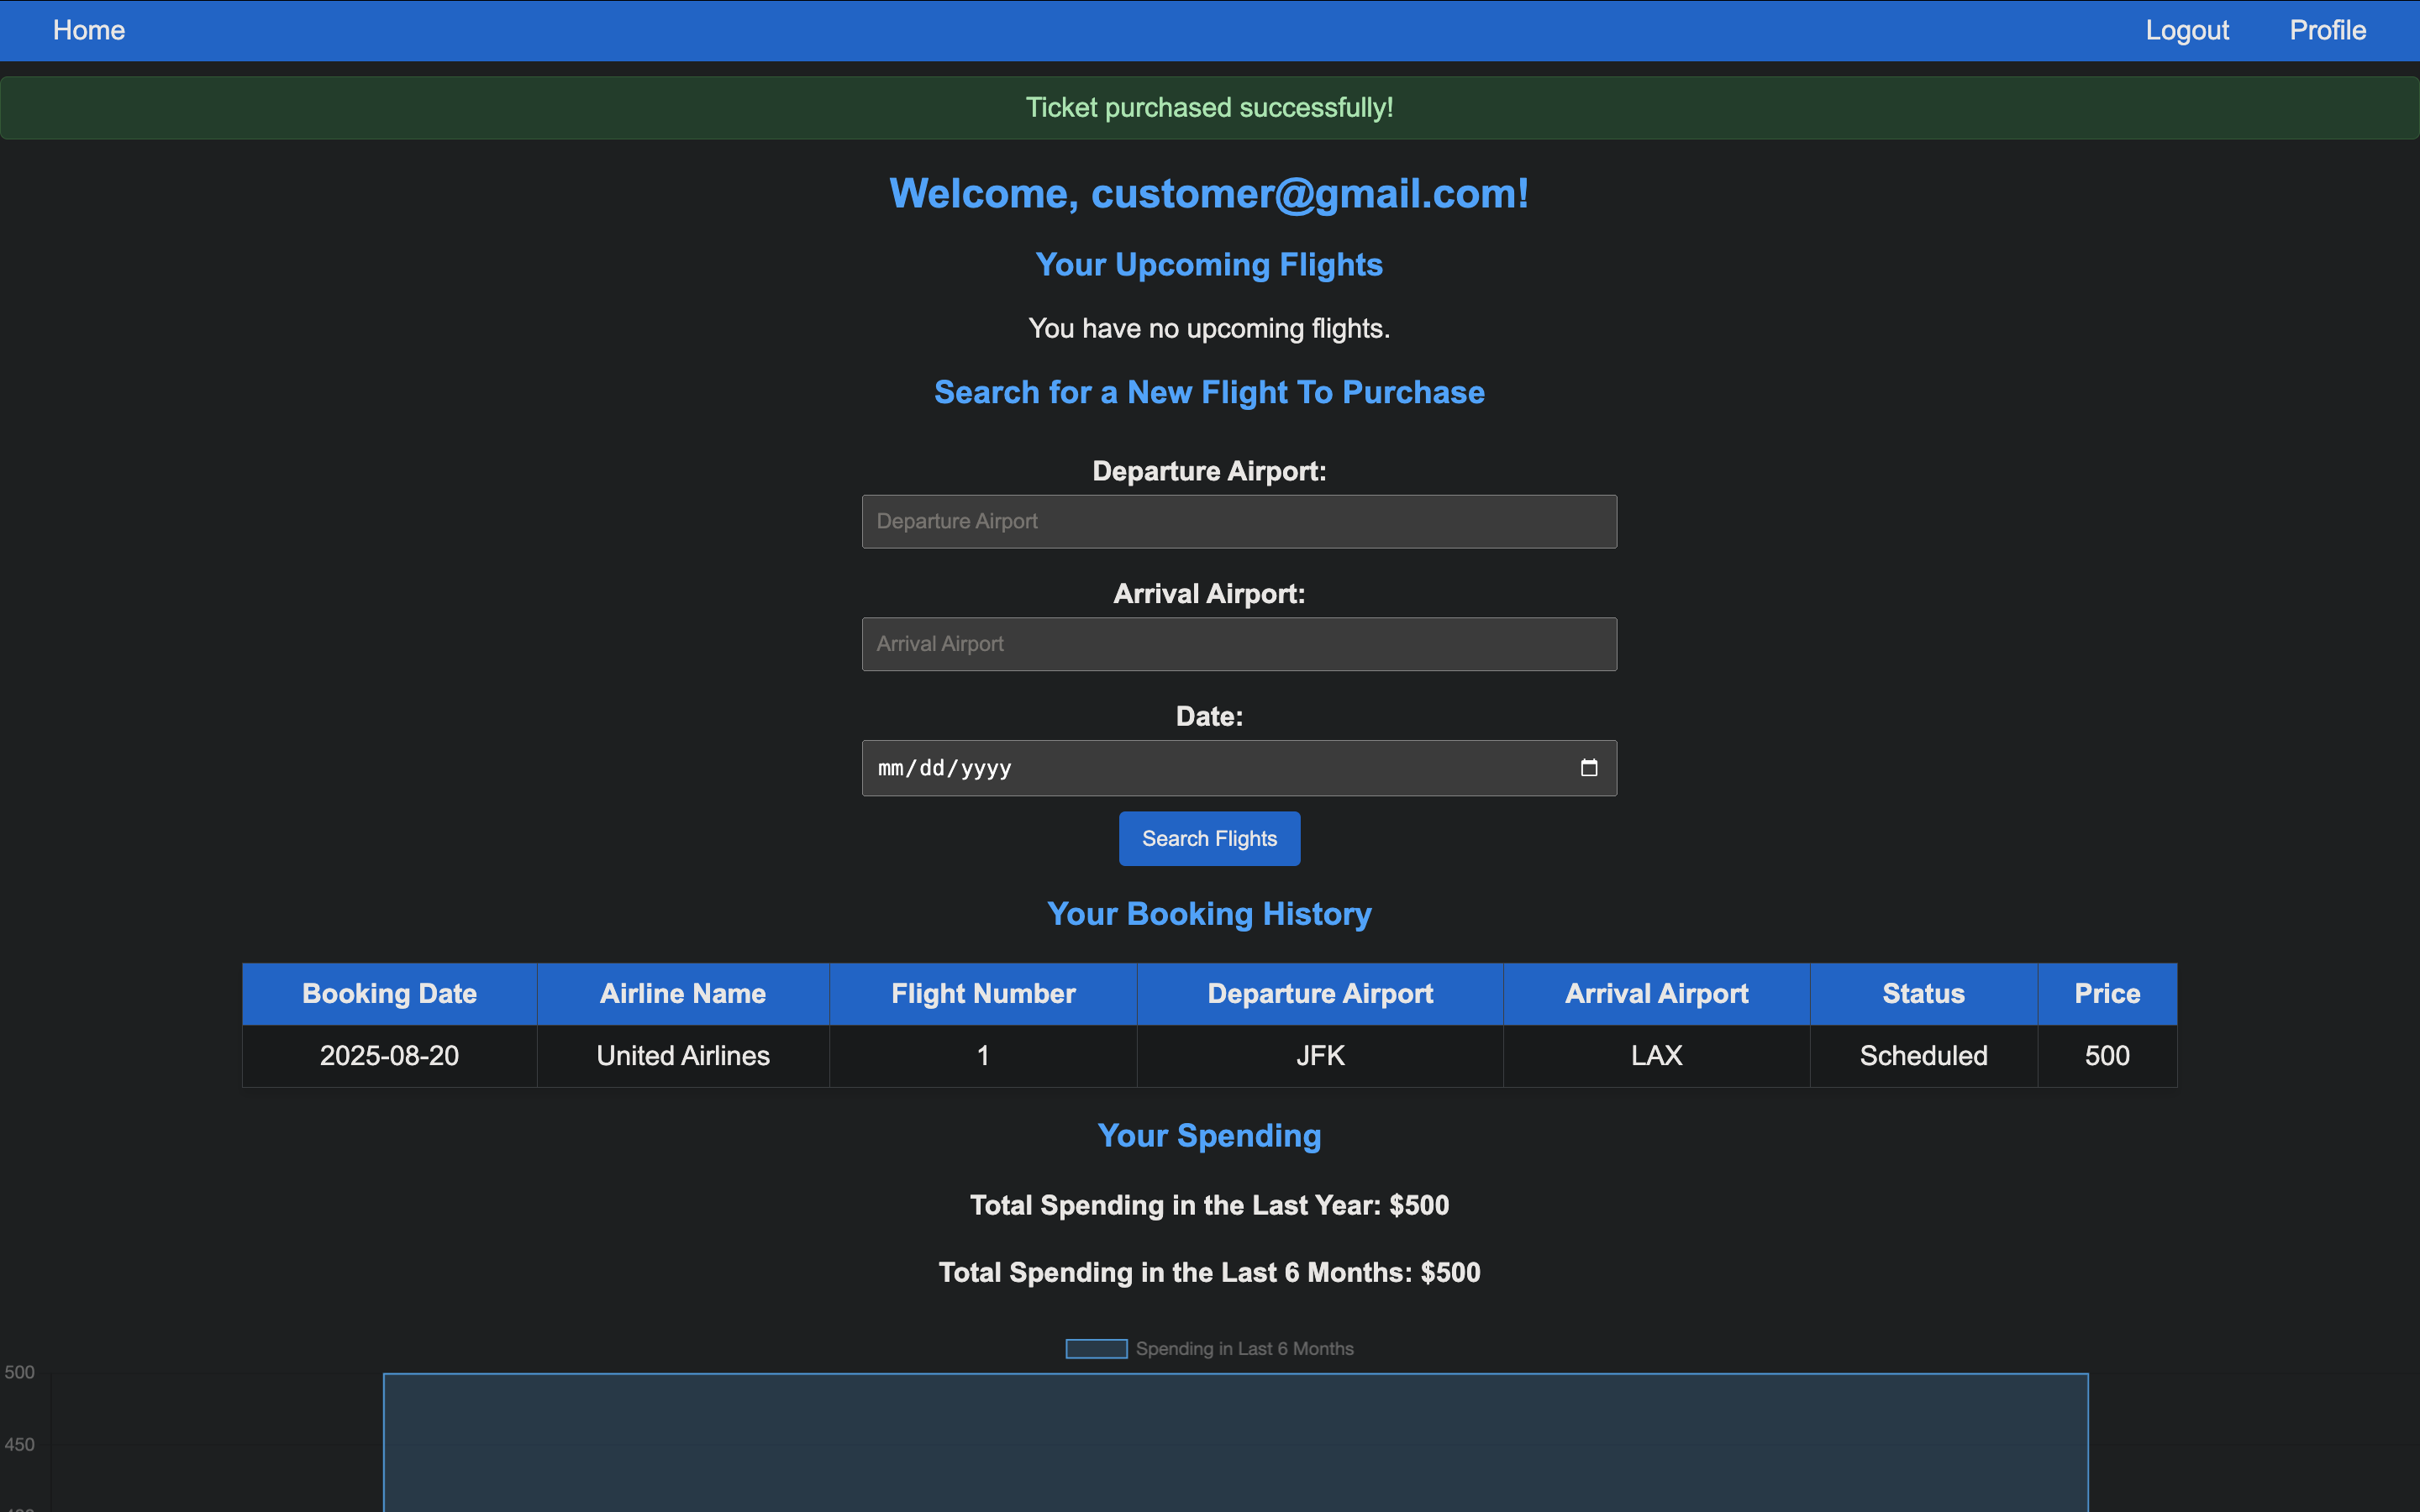 Home Logout Profile
Ticket purchased successfully!
Welcome, customer@gmail.com!
Your Upcoming Flights
You have no upcoming flights.
Search for a New Flight To Purchase
Departure Airport:
Departure Airport
Arrival Airport:
Arrival Airport
Date:
mm/dd/yyyy
Search Flights
Your Booking History
Booking Date Airline Name Flight Number Departure Airport Arrival Airport Status Price
2025-08-20 United Airlines 1 JFK LAX Scheduled 500
Your Spending
Total Spending in the Last Year: $500
Total Spending in the Last 6 Months: $500
Spending in Last 6 Months
500
450